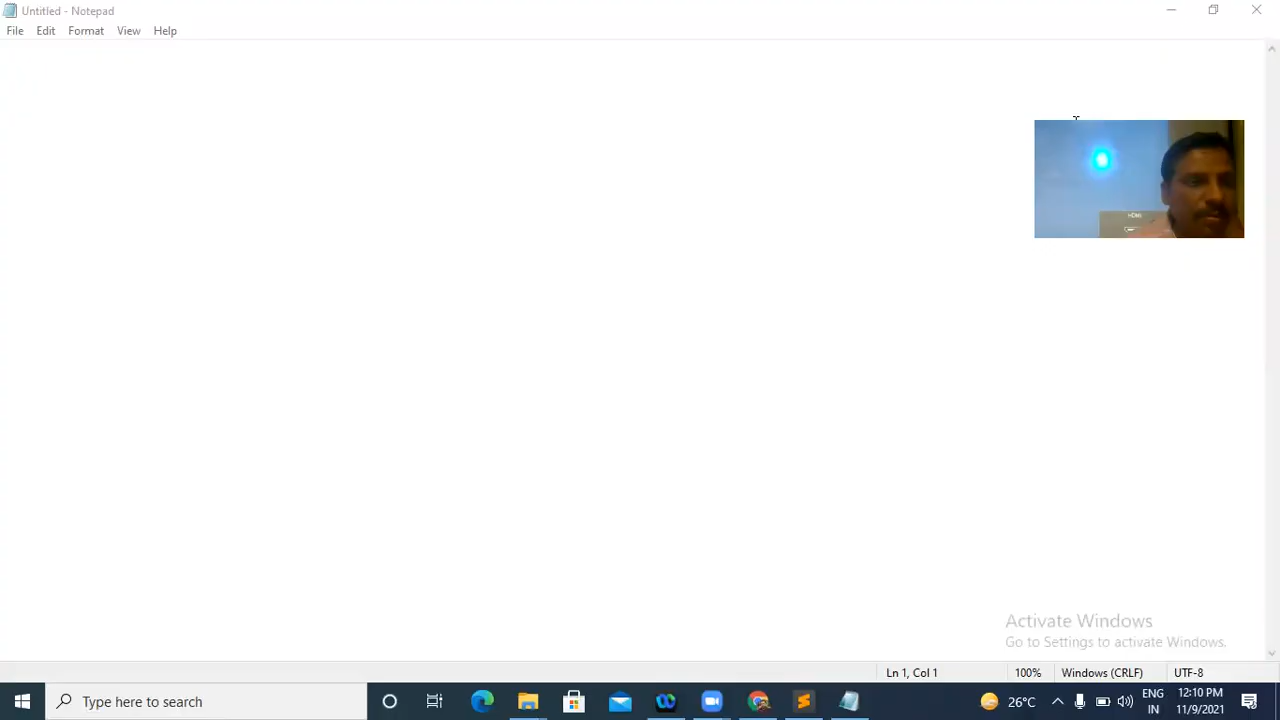 Untitled - Notepad
File Edit Format View Help
HDMI
Activate Windows
Go to Settings to activate Windows.
Ln 1, Col 1 100% Windows (CRLF) UTF-8
Type here to search
26°C
ENG
IN
12:10 PM
11/9/2021